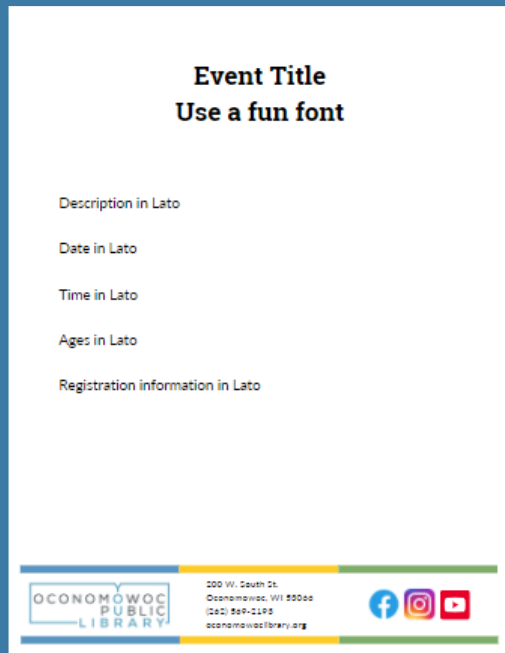 Event Title
Use a fun font
Description in Lato
Date in Lato
Time in Lato
Ages in Lato
Registration information in Lato
OCONOMOWOC
PUBLIC
LIBRARY
200 W. South St.
Oconomowoc, WI 53066
(262) 569-2193
oconomowoclibrary.org